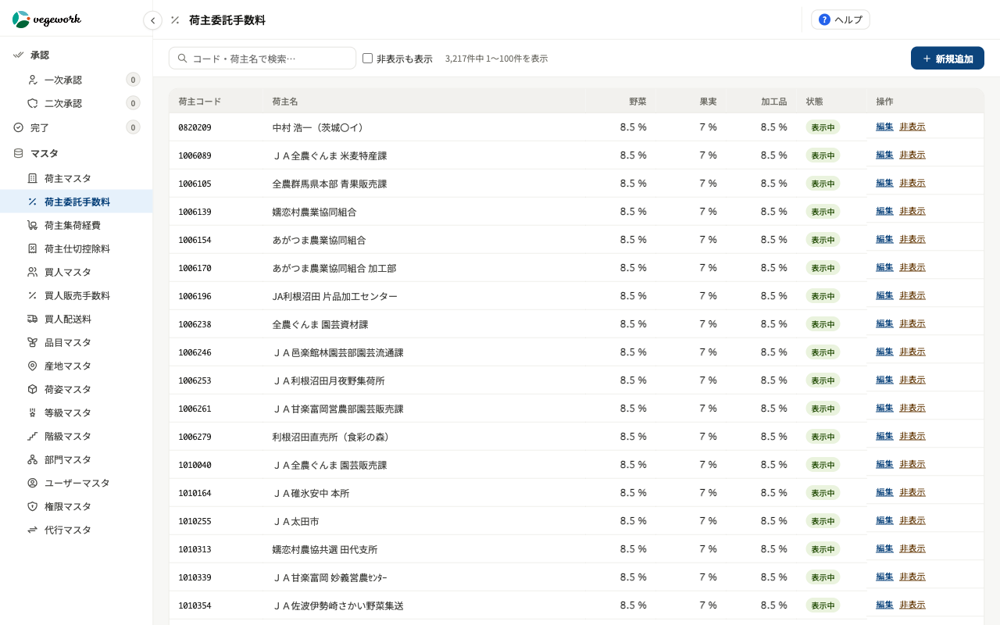 vegework
荷主委託手数料
ヘルプ
承認
一次承認 0
二次承認 0
完了 0
マスタ
荷主マスタ
荷主委託手数料
荷主集荷経費
荷主仕切控除料
買人マスタ
買人販売手数料
買人配送料
品目マスタ
産地マスタ
荷姿マスタ
等級マスタ
階級マスタ
部門マスタ
ユーザーマスタ
権限マスタ
代行マスタ
コード・荷主名で検索… 非表示も表示 3,217件中 1〜100件を表示 新規追加
荷主コード 荷主名 野菜 果実 加工品 状態 操作
0820209 中村 浩一（茨城〇イ） 8.5 % 7 % 8.5 % 表示中 編集 非表示
1006089 ＪＡ全農ぐんま 米麦特産課 8.5 % 7 % 8.5 % 表示中 編集 非表示
1006105 全農群馬県本部 青果販売課 8.5 % 7 % 8.5 % 表示中 編集 非表示
1006139 嬬恋村農業協同組合 8.5 % 7 % 8.5 % 表示中 編集 非表示
1006154 あがつま農業協同組合 8.5 % 7 % 8.5 % 表示中 編集 非表示
1006170 あがつま農業協同組合 加工部 8.5 % 7 % 8.5 % 表示中 編集 非表示
1006196 JA利根沼田 片品加工センター 8.5 % 7 % 8.5 % 表示中 編集 非表示
1006238 全農ぐんま 園芸資材課 8.5 % 7 % 8.5 % 表示中 編集 非表示
1006246 ＪＡ邑楽館林園芸部園芸流通課 8.5 % 7 % 8.5 % 表示中 編集 非表示
1006253 ＪＡ利根沼田月夜野集荷所 8.5 % 7 % 8.5 % 表示中 編集 非表示
1006261 ＪＡ甘楽富岡営農部園芸販売課 8.5 % 7 % 8.5 % 表示中 編集 非表示
1006279 利根沼田直売所（食彩の森） 8.5 % 7 % 8.5 % 表示中 編集 非表示
1010040 ＪＡ全農ぐんま 園芸販売課 8.5 % 7 % 8.5 % 表示中 編集 非表示
1010164 ＪＡ碓氷安中 本所 8.5 % 7 % 8.5 % 表示中 編集 非表示
1010255 ＪＡ太田市 8.5 % 7 % 8.5 % 表示中 編集 非表示
1010313 嬬恋村農協共選 田代支所 8.5 % 7 % 8.5 % 表示中 編集 非表示
1010339 ＪＡ甘楽富岡 妙義営農ｾﾝﾀｰ 8.5 % 7 % 8.5 % 表示中 編集 非表示
1010354 ＪＡ佐波伊勢崎さかい野菜集送 8.5 % 7 % 8.5 % 表示中 編集 非表示